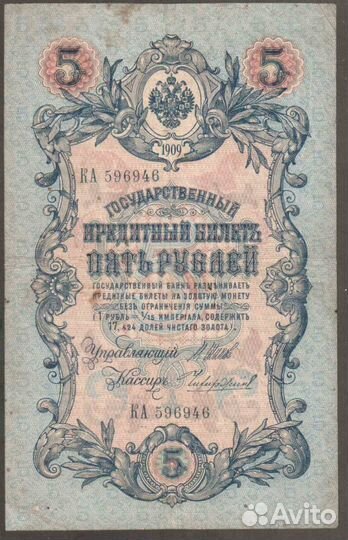 5 5
1909
КА 596946
ГОСУДАРСТВЕННЫЙ
КРЕДИТНЫЙ БИЛЕТЪ
ПЯТЬ РУБЛЕЙ
ГОСУДАРСТВЕННЫЙ БАНКЪ РАЗМѢНИВАЕТЪ
КРЕДИТНЫЕ БИЛЕТЫ НА ЗОЛОТУЮ МОНЕТУ
БЕЗЪ ОГРАНИЧЕНІЯ СУММЫ
(1 РУБЛЬ = 1/15 ИМПЕРІАЛА, СОДЕРЖИТЪ
17,424 ДОЛЕЙ ЧИСТАГО ЗОЛОТА).
Управляющій
Кассиръ
КА 596946
5
Avito